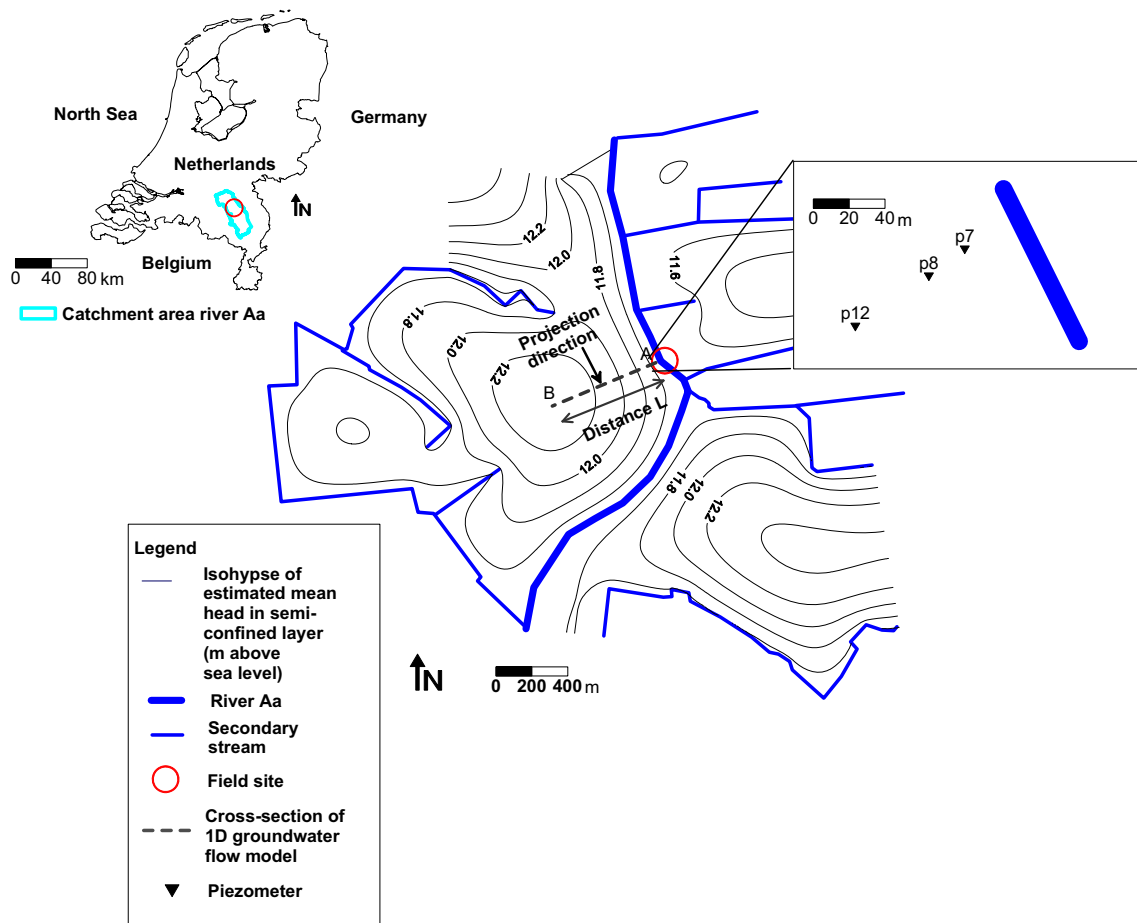 North Sea
Germany
Netherlands
N
Belgium
0 40 80 km
Catchment area river Aa
12.2
12.0
11.8
11.6
11.8
12.0
12.2
Projection
direction
A
B
Distance L
12.0
11.8
12.0
12.2
0 20 40 m
p7
p8
p12
N
0 200 400 m
Legend
Isohypse of
estimated mean
head in semi-
confined layer
(m above
sea level)
River Aa
Secondary
stream
Field site
Cross-section of
1D groundwater
flow model
Piezometer